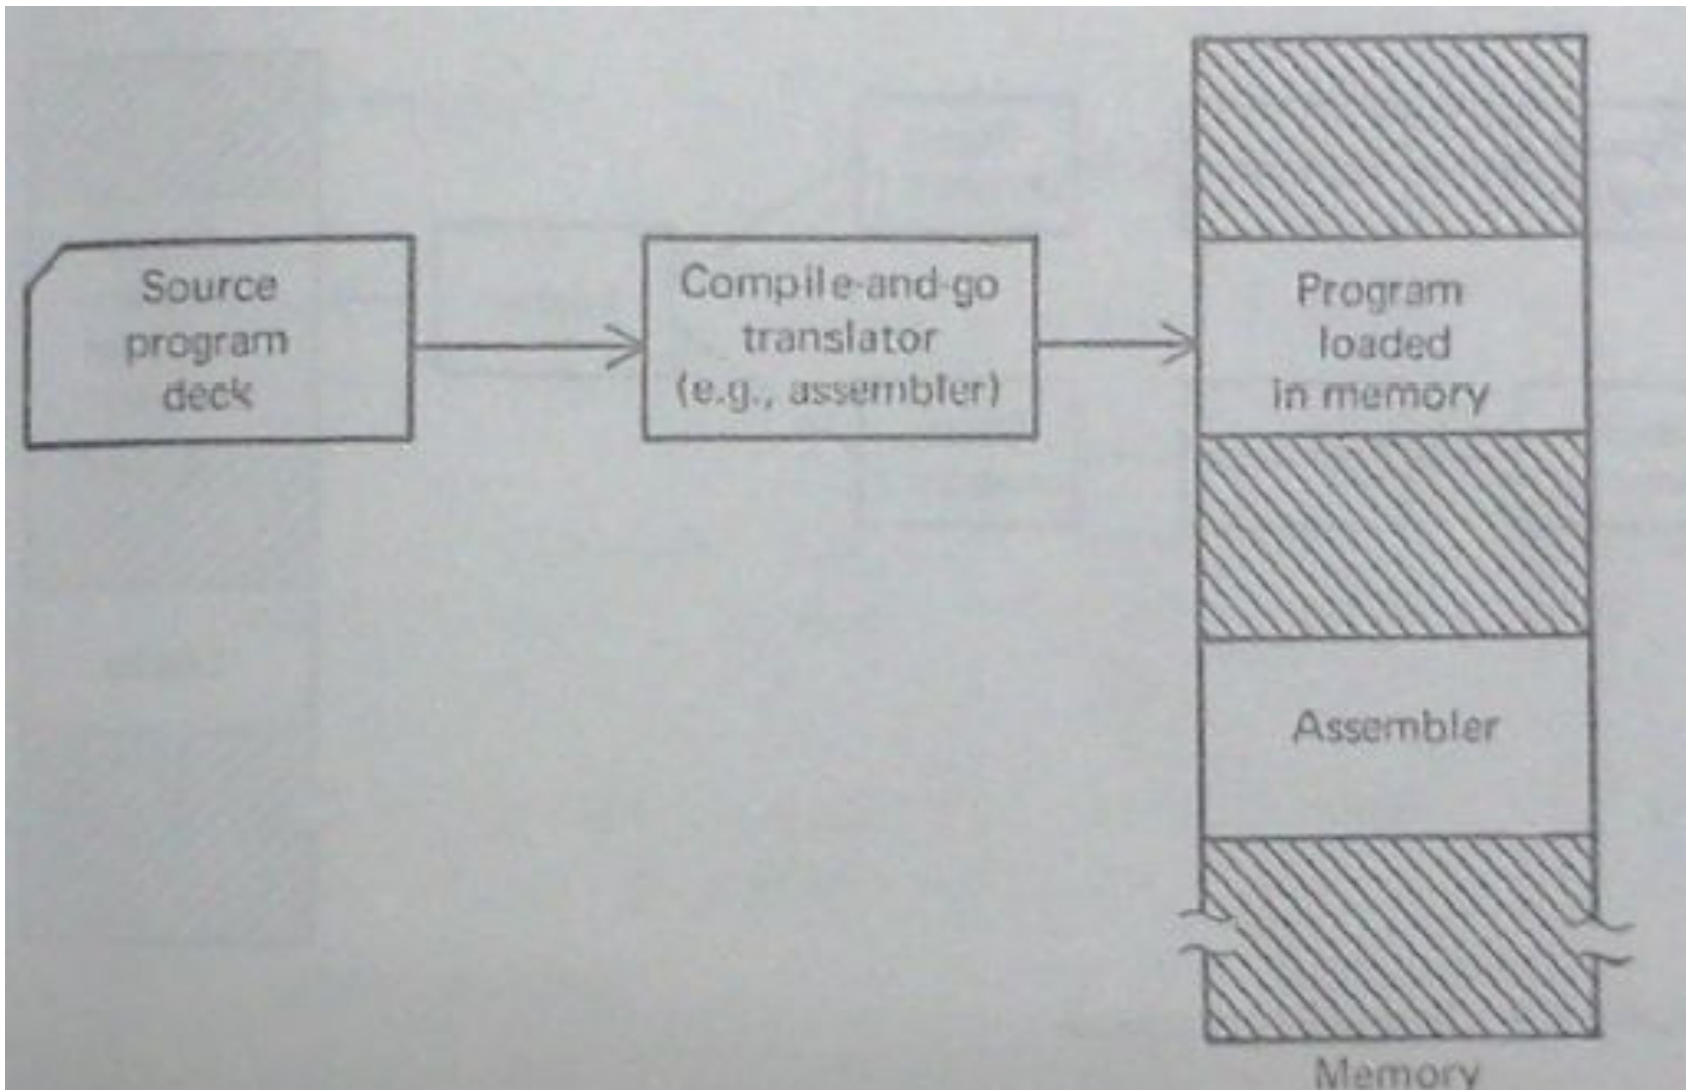 Source
program
deck
Compile-and-go
translator
(e.g., assembler)
Program
loaded
in memory
Assembler
Memory